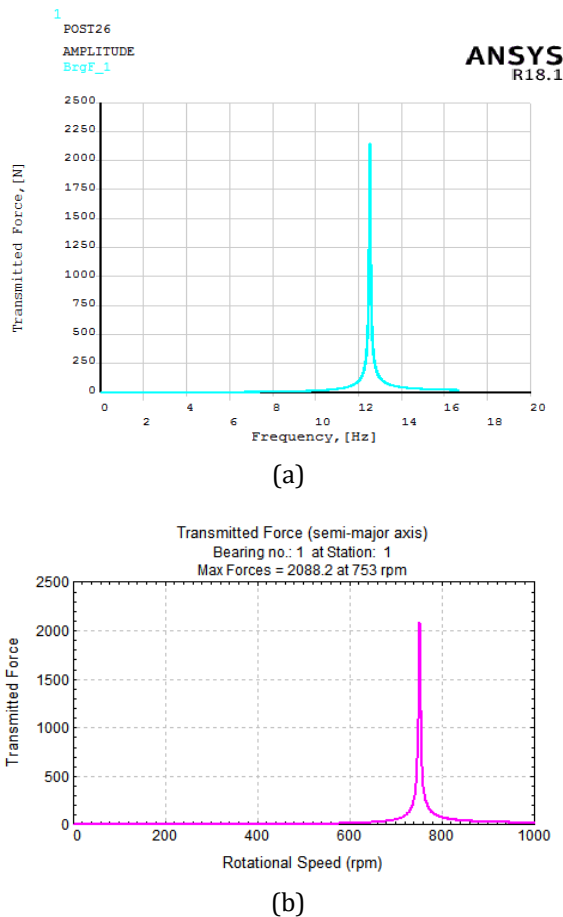 1
POST26
AMPLITUDE
BrgF_1
ANSYS
R18.1
2500
2250
2000
1750
1500
1250
1000
750
500
250
0
Transmitted Force,[N]
0 2 4 6 8 10 12 14 16 18 20
Frequency,[Hz]
(a)
Transmitted Force (semi-major axis)
Bearing no.: 1 at Station: 1
Max Forces = 2088.2 at 753 rpm
2500
2000
1500
1000
500
0
Transmitted Force
0 200 400 600 800 1000
Rotational Speed (rpm)
(b)